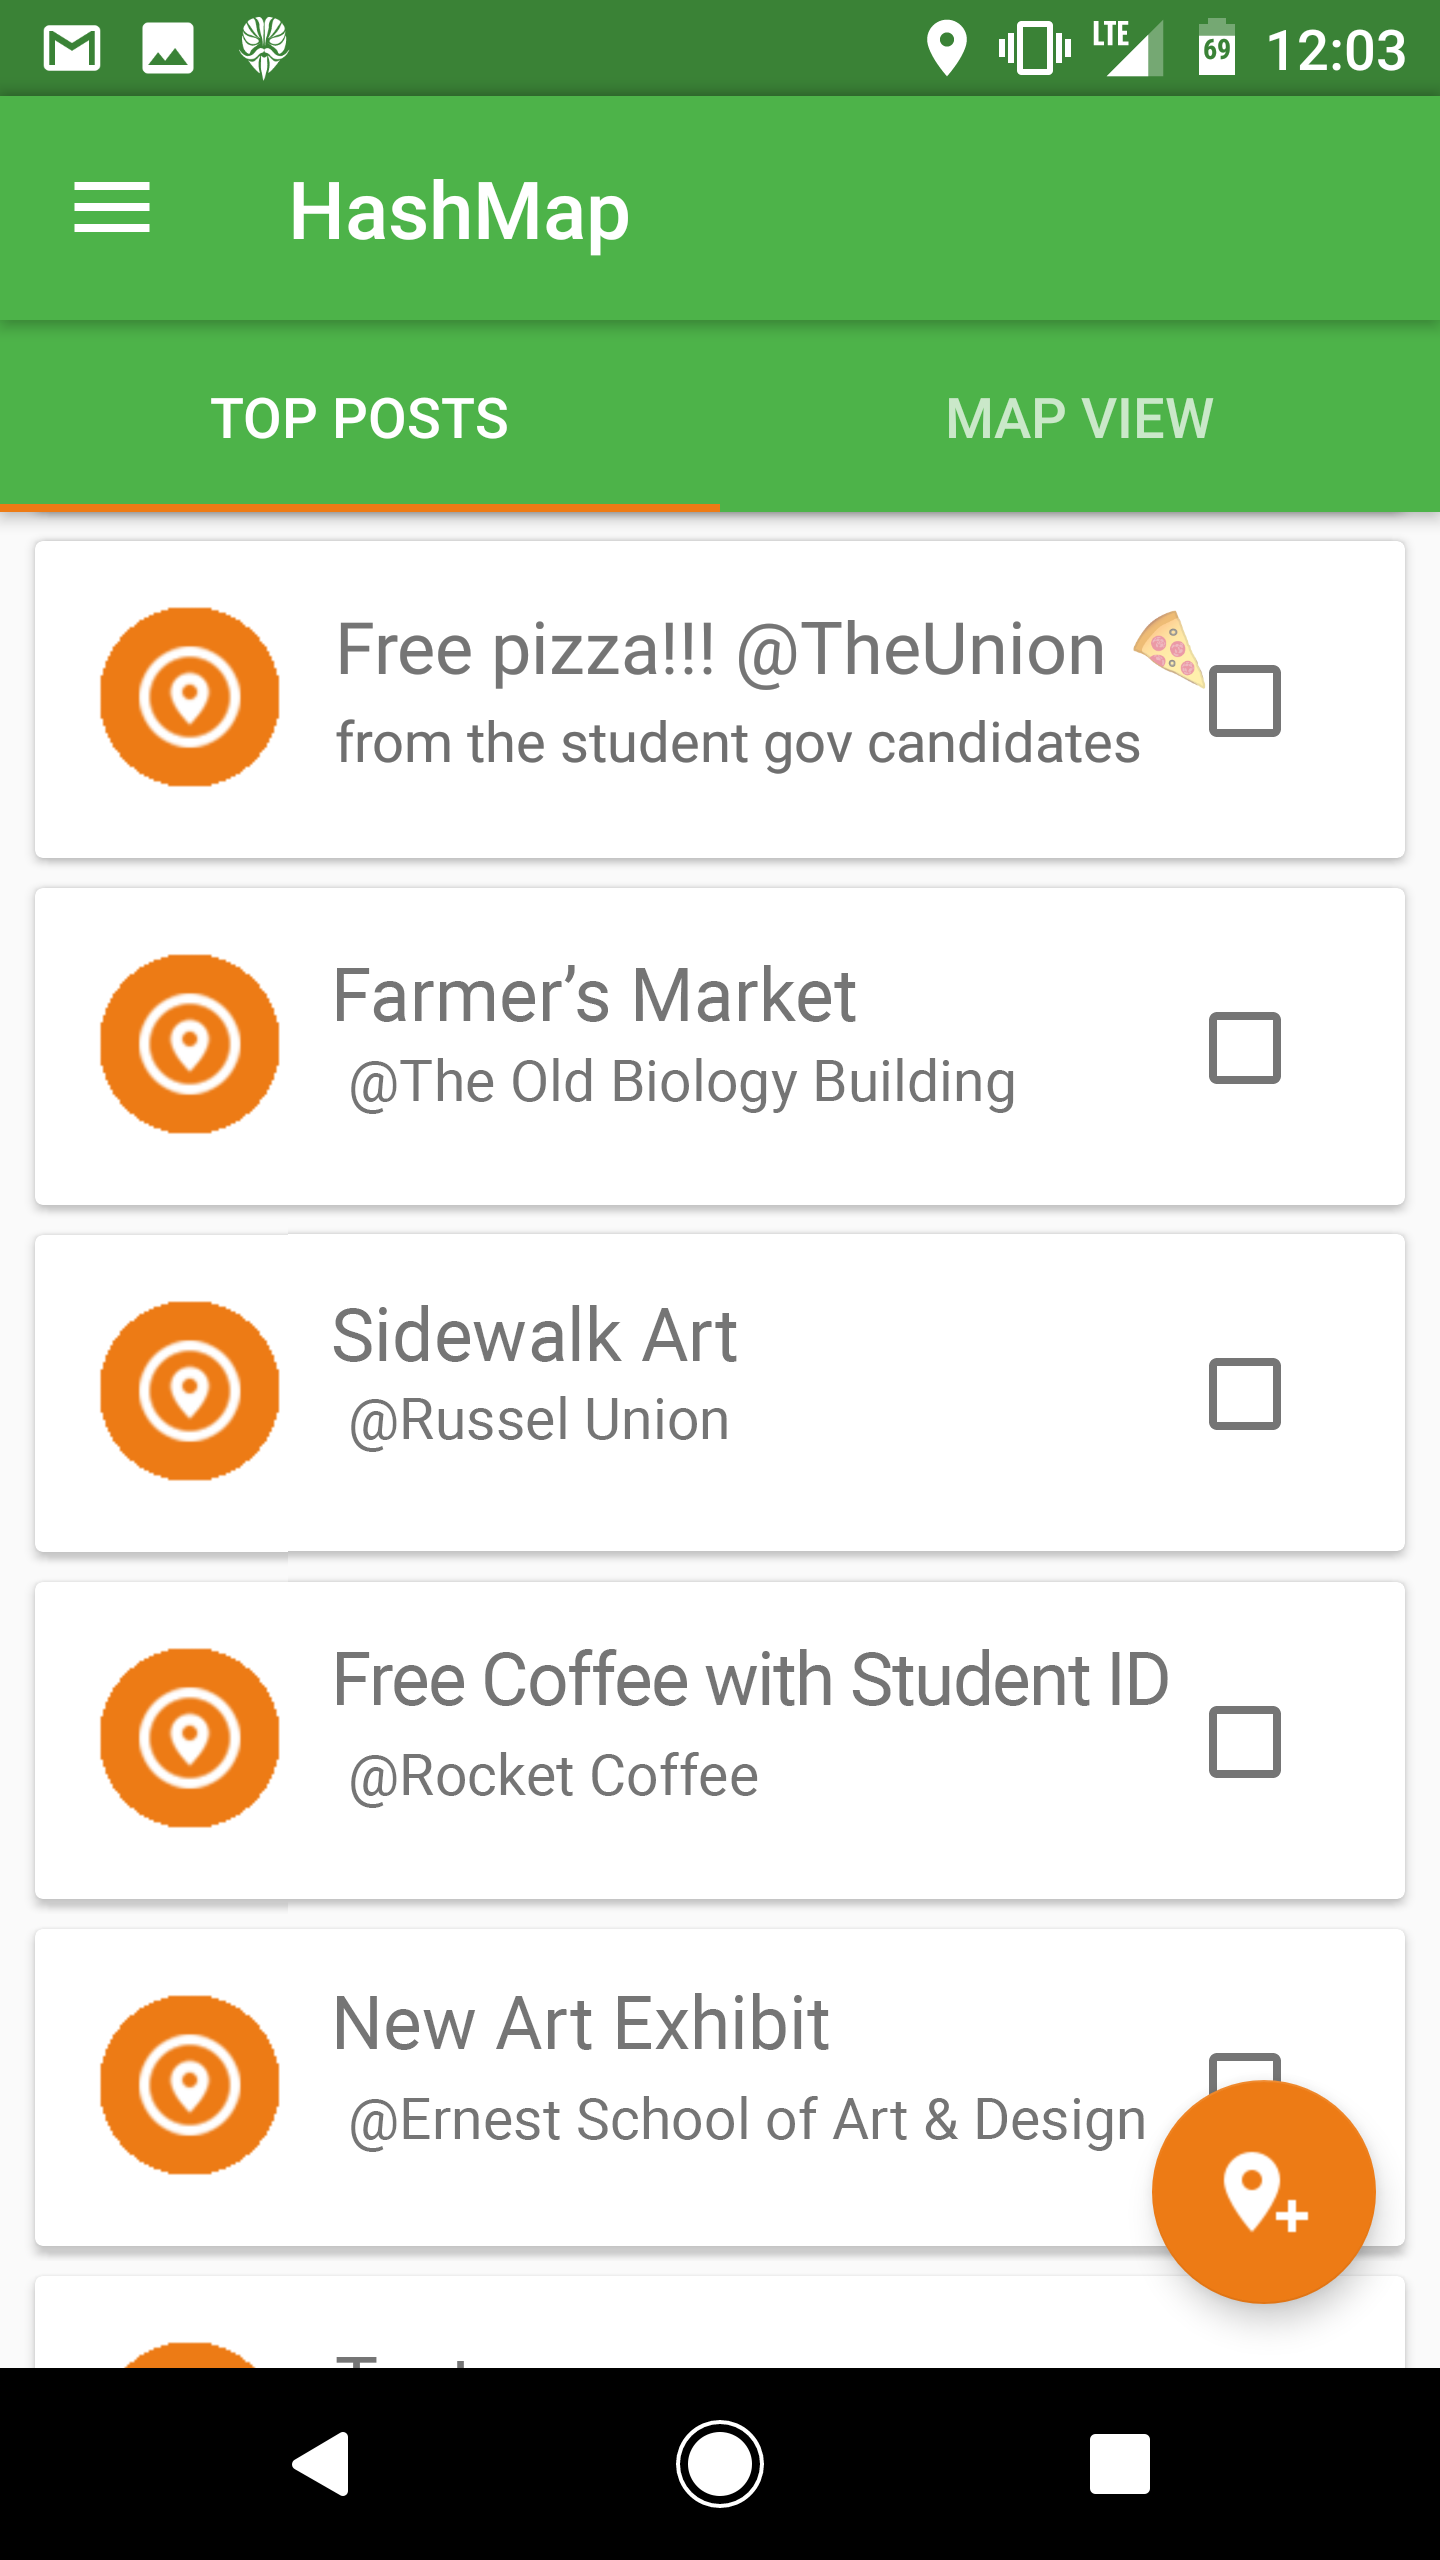 LTE 69 12:03
HashMap
TOP POSTS MAP VIEW
Free pizza!!! @TheUnion 🍕
from the student gov candidates
Farmer’s Market
@The Old Biology Building
Sidewalk Art
@Russel Union
Free Coffee with Student ID
@Rocket Coffee
New Art Exhibit
@Ernest School of Art & Design